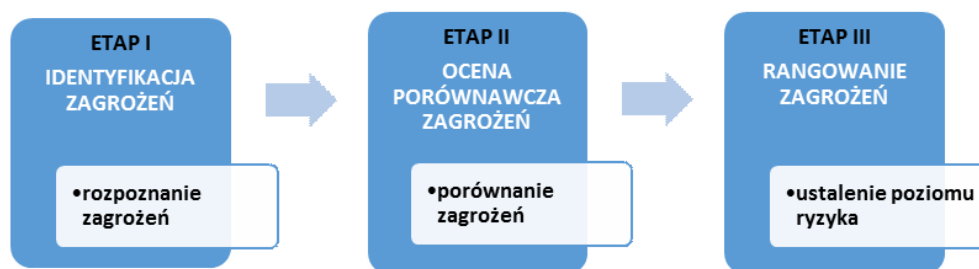 ETAP I
IDENTYFIKACJA
ZAGROŻEŃ
•rozpoznanie
zagrożeń
ETAP II
OCENA
PORÓWNAWCZA
ZAGROŻEŃ
•porównanie
zagrożeń
ETAP III
RANGOWANIE
ZAGROŻEŃ
•ustalenie poziomu
ryzyka